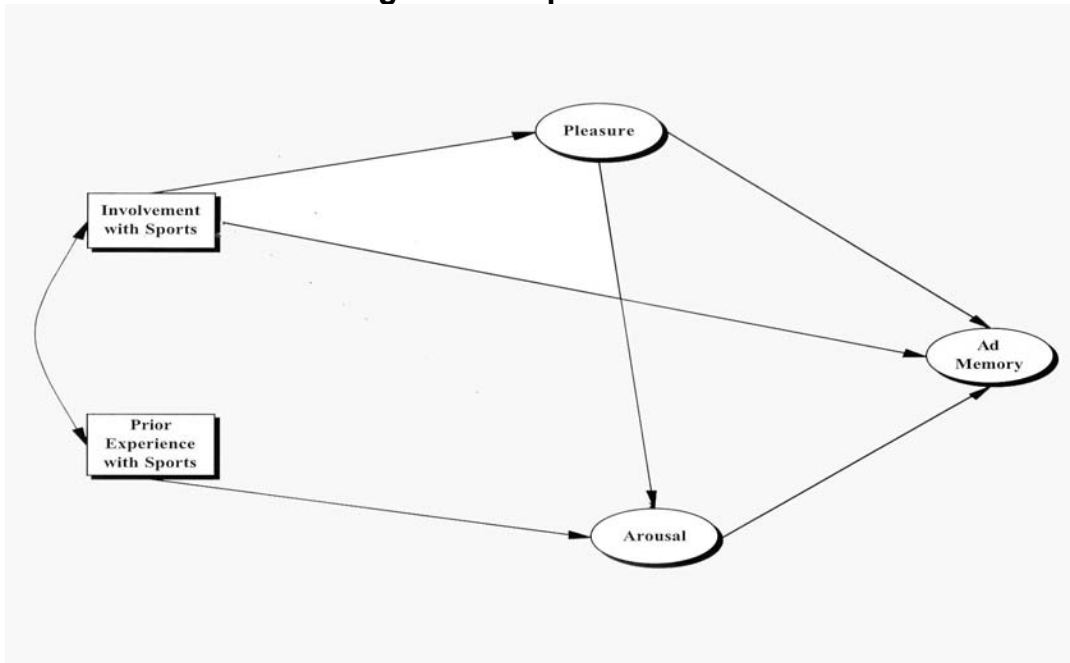 Pleasure
Involvement
with Sports
Ad
Memory
Prior
Experience
with Sports
Arousal